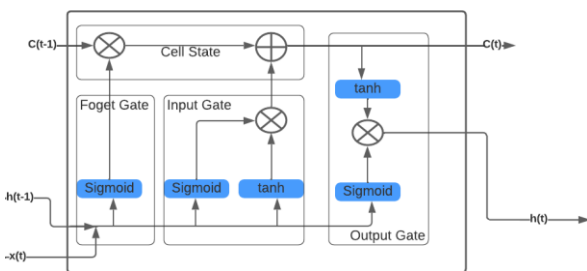 C(t-1)
Cell State
C(t)
Foget Gate
Input Gate
tanh
Sigmoid
Sigmoid
tanh
Sigmoid
h(t-1)
h(t)
Output Gate
x(t)